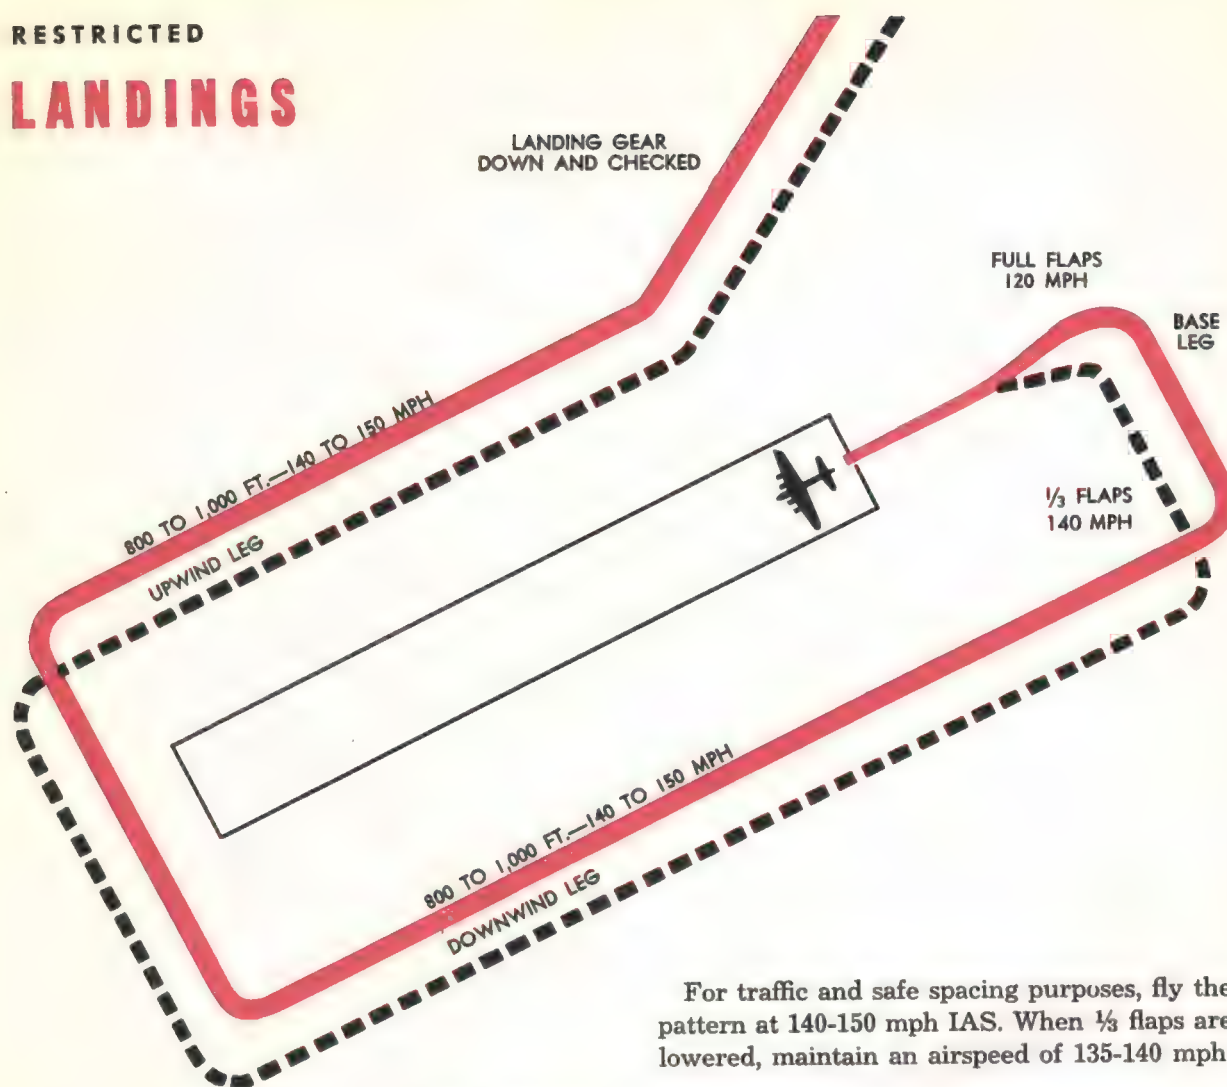 RESTRICTED
LANDINGS
LANDING GEAR
DOWN AND CHECKED
FULL FLAPS
120 MPH
BASE
LEG
800 TO 1,000 FT.—140 TO 150 MPH
UPWIND LEG
⅓ FLAPS
140 MPH
800 TO 1,000 FT.—140 TO 150 MPH
DOWNWIND LEG
For traffic and safe spacing purposes, fly the
pattern at 140-150 mph IAS. When ⅓ flaps are
lowered, maintain an airspeed of 135-140 mph